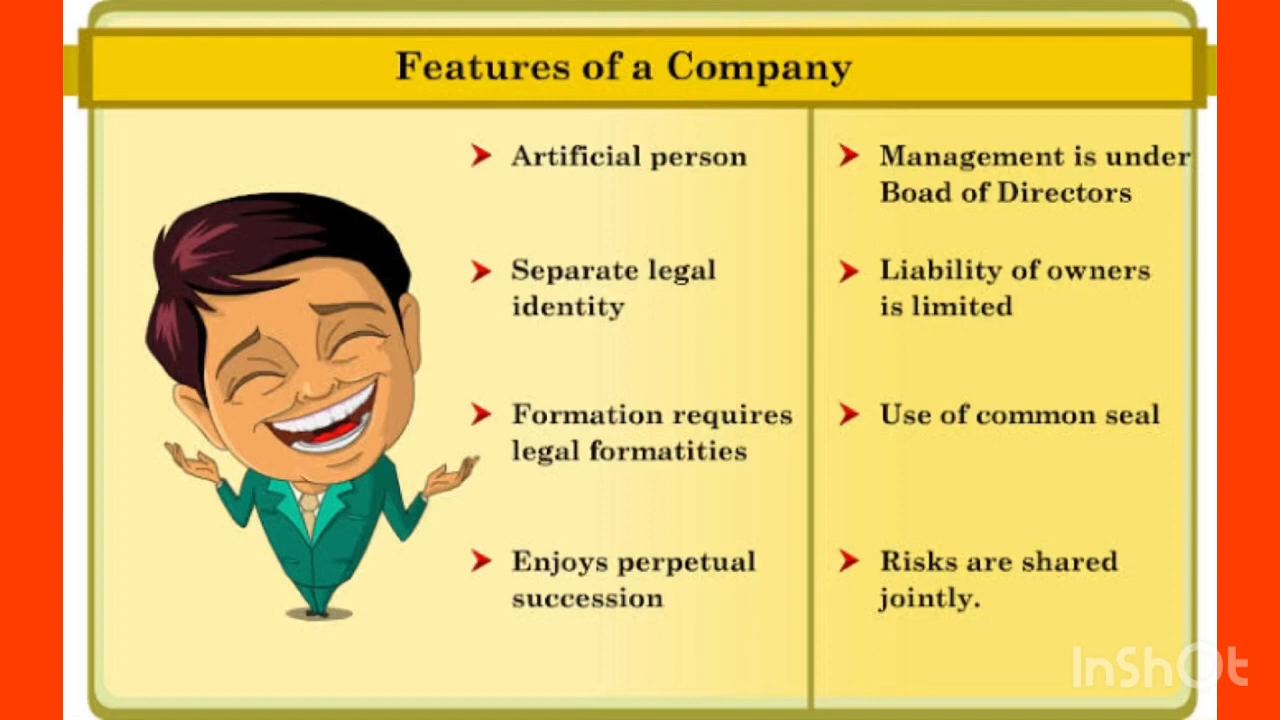 Features of a Company
Artificial person
Separate legal
identity
Formation requires
legal formatities
Enjoys perpetual
succession
Management is under
Boad of Directors
Liability of owners
is limited
Use of common seal
Risks are shared
jointly.
InShOt